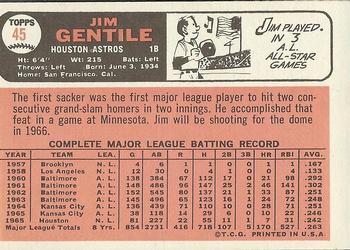 TOPPS
45
JIM
GENTILE
HOUSTON ASTROS 1B
Ht: 6'4" Wt: 215 Bats: Left
Throws: Left Born: June 3, 1934
Home: San Francisco, Cal.
JIM PLAYED
IN 3
A.L.
ALL-STAR
GAMES
The first sacker was the first major league player to hit two con-
secutive grand-slam homers in two innings. He accomplished that
feat in a game at Minnesota. Jim will be shooting for the dome
in 1966.
COMPLETE MAJOR LEAGUE BATTING RECORD
YEAR TEAM LEA. G AB R H 2B 3B HR RBI AVG.
1957 Brooklyn N. L. 4 6 1 1 0 0 1 1 .167
1958 Los Angeles N. L. 12 30 0 4 1 0 0 4 .133
1960 Baltimore A. L. 138 384 67 112 17 0 21 98 .292
1961 Baltimore A. L. 148 486 96 147 25 2 46 141 .302
1962 Baltimore A. L. 152 545 80 137 21 1 33 87 .251
1963 Baltimore A. L. 145 496 65 123 16 1 24 72 .248
1964 Kansas City A. L. 136 439 71 110 10 0 28 71 .251
1965 Kansas City A. L. 38 118 14 29 5 0 10 22 .246
1965 Houston N. L. 81 227 22 55 11 1 7 31 .242
Major League Totals 8 Yrs. 854 2731 416 718 108 5 170 527 .263
© T.C.G. PRINTED IN U.S.A.